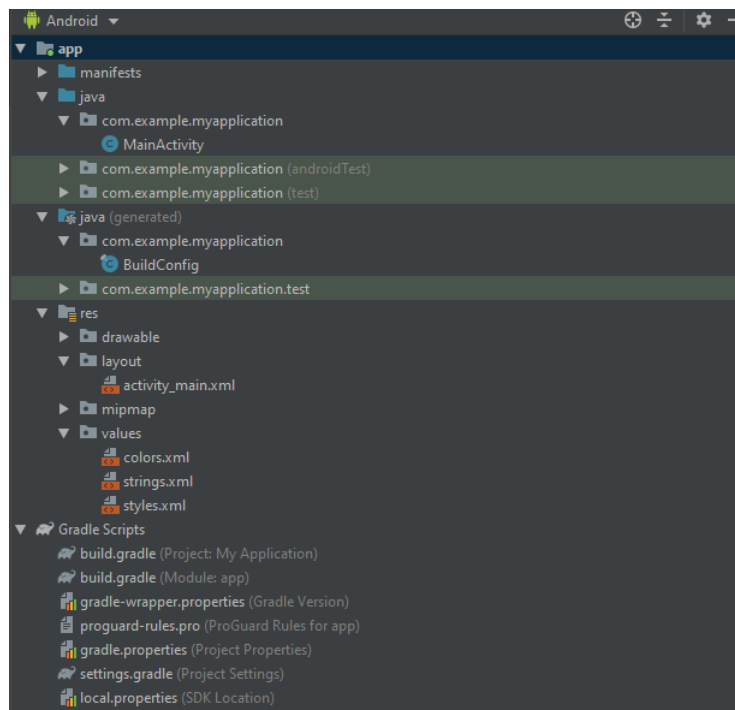 Android
app
manifests
java
com.example.myapplication
MainActivity
com.example.myapplication (androidTest)
com.example.myapplication (test)
java (generated)
com.example.myapplication
BuildConfig
com.example.myapplication.test
res
drawable
layout
activity_main.xml
mipmap
values
colors.xml
strings.xml
styles.xml
Gradle Scripts
build.gradle (Project: My Application)
build.gradle (Module: app)
gradle-wrapper.properties (Gradle Version)
proguard-rules.pro (ProGuard Rules for app)
gradle.properties (Project Properties)
settings.gradle (Project Settings)
local.properties (SDK Location)